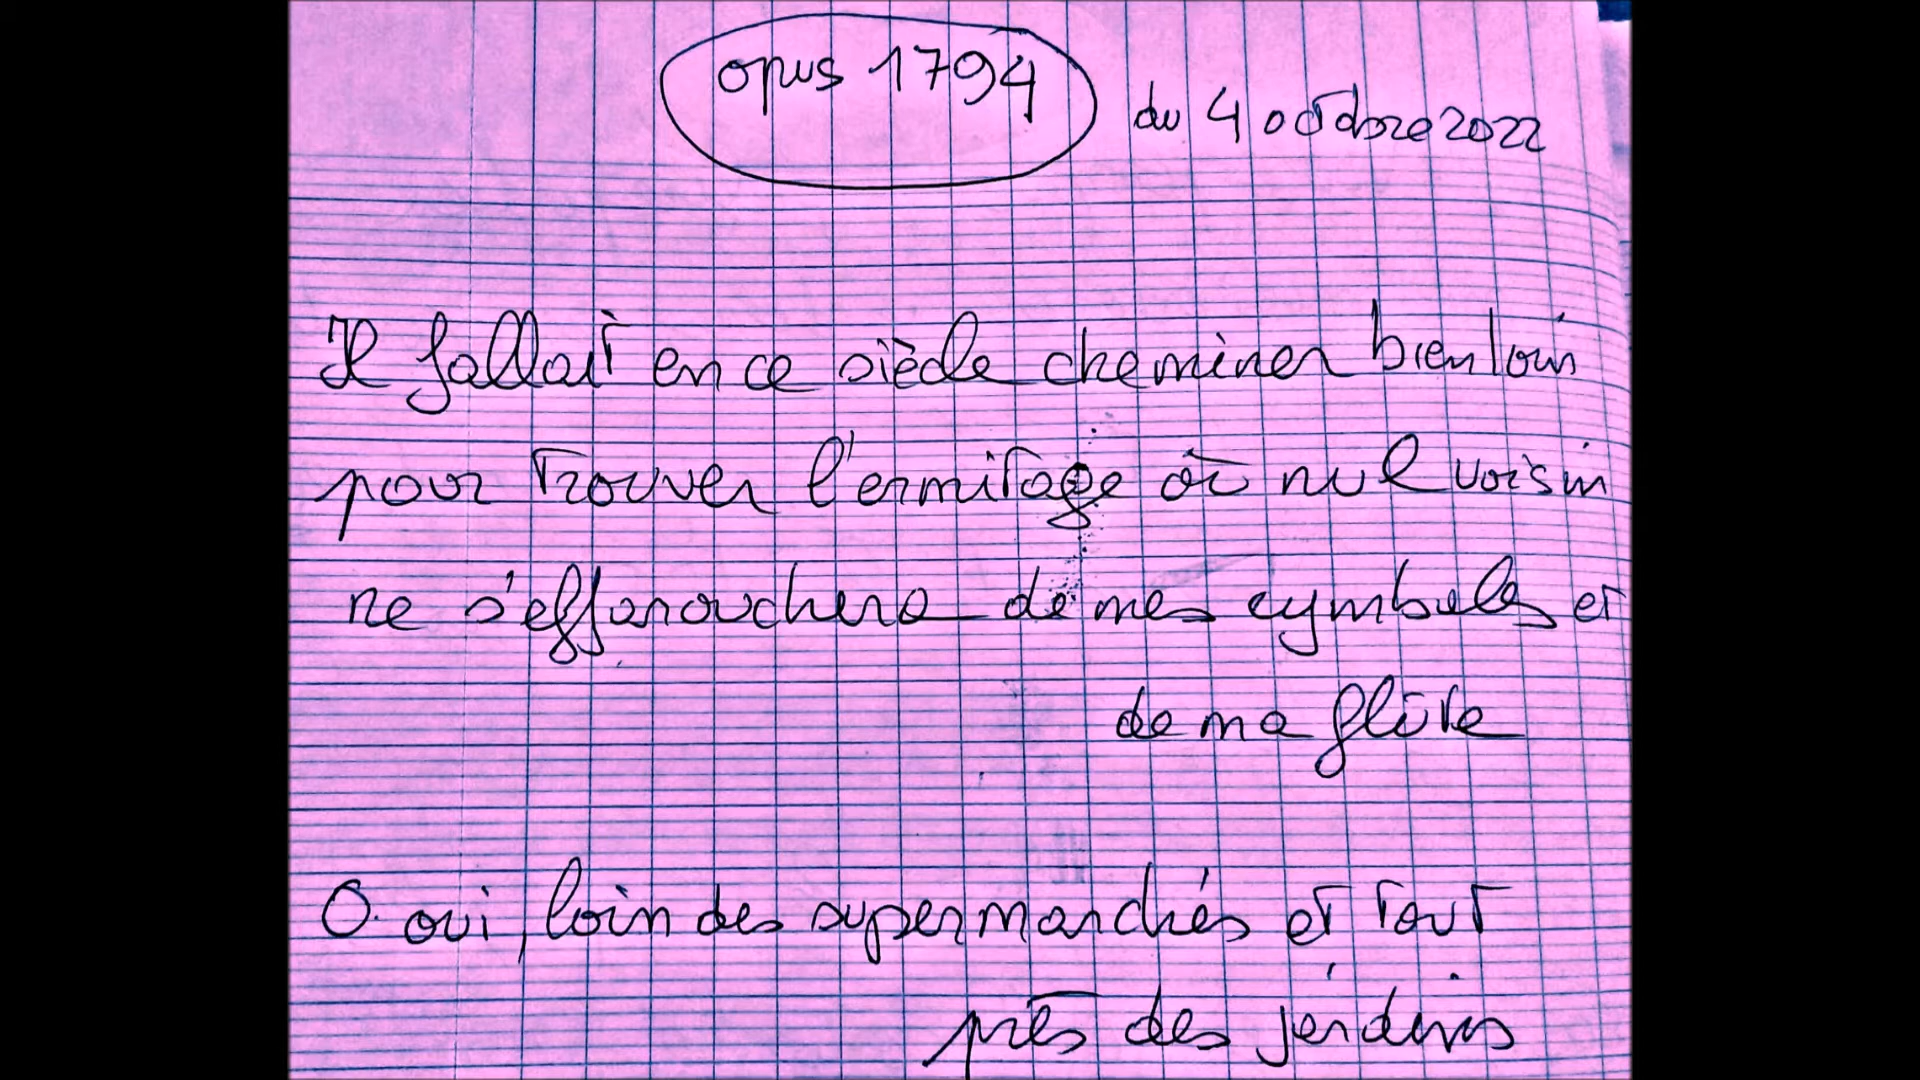 opus 1794
du 4 octobre 2022
Il fallait en ce siècle cheminer bien loin
pour trouver l'ermitage où nul voisin
ne s'effarouchera de mes cymbales et
de ma flûte
O oui, loin des supermarchés et tout
près des jardins